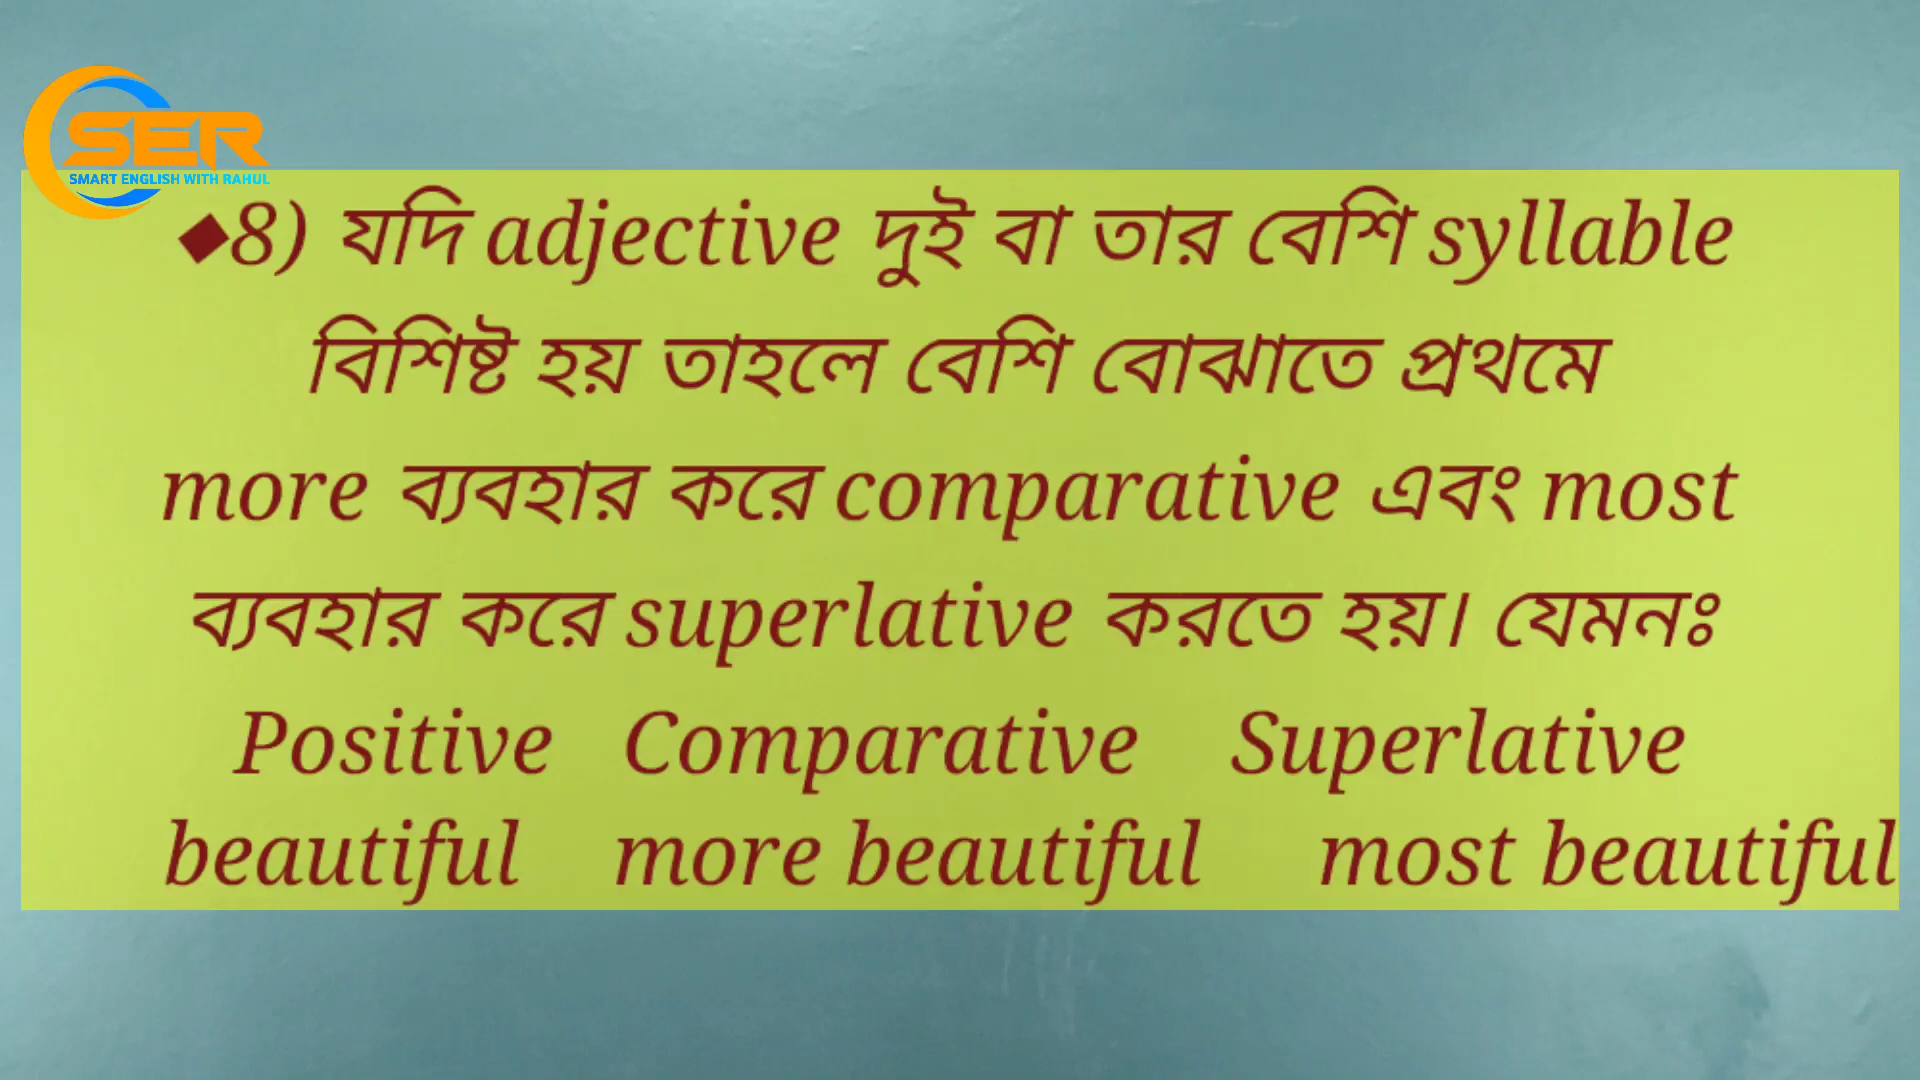 SER
SMART ENGLISH WITH RAHUL
◆8) যদি adjective দুই বা তার বেশি syllable
বিশিষ্ট হয় তাহলে বেশি বোঝাতে প্রথমে
more ব্যবহার করে comparative এবং most
ব্যবহার করে superlative করতে হয়। যেমনঃ
Positive Comparative Superlative
beautiful more beautiful most beautiful